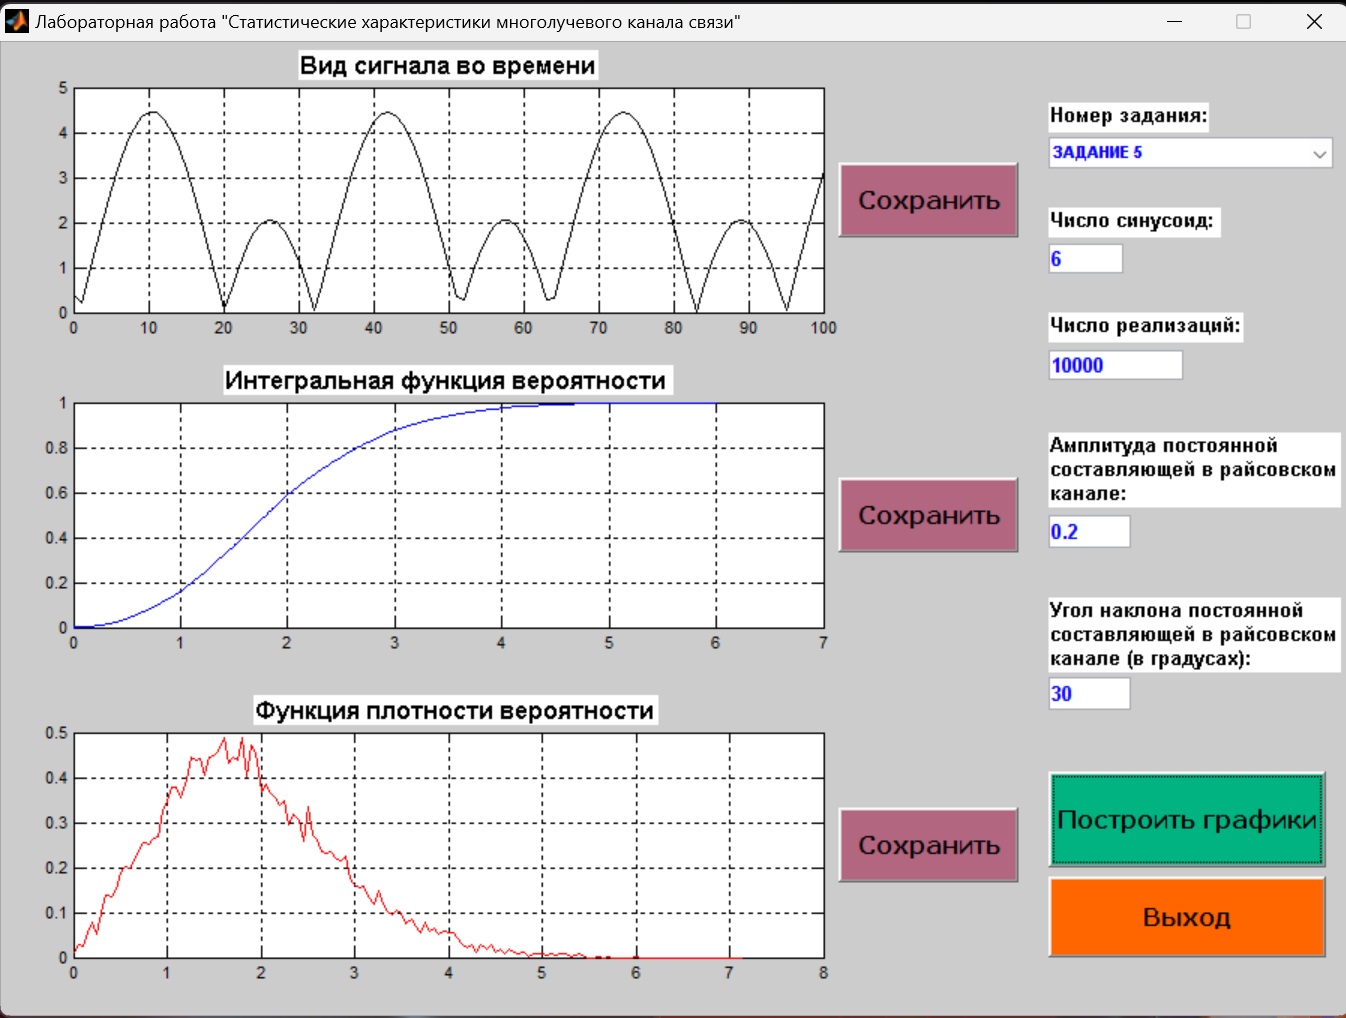 Лабораторная работа "Статистические характеристики многолучевого канала связи"
Вид сигнала во времени
5
4
3
2
1
0
0 10 20 30 40 50 60 70 80 90 100
Сохранить
Интегральная функция вероятности
1
0.8
0.6
0.4
0.2
0
0 1 2 3 4 5 6 7
Сохранить
Функция плотности вероятности
0.5
0.4
0.3
0.2
0.1
0
0 1 2 3 4 5 6 7 8
Сохранить
Номер задания:
ЗАДАНИЕ 5
Число синусоид:
6
Число реализаций:
10000
Амплитуда постоянной
составляющей в райсовском
канале:
0.2
Угол наклона постоянной
составляющей в райсовском
канале (в градусах):
30
Построить графики
Выход